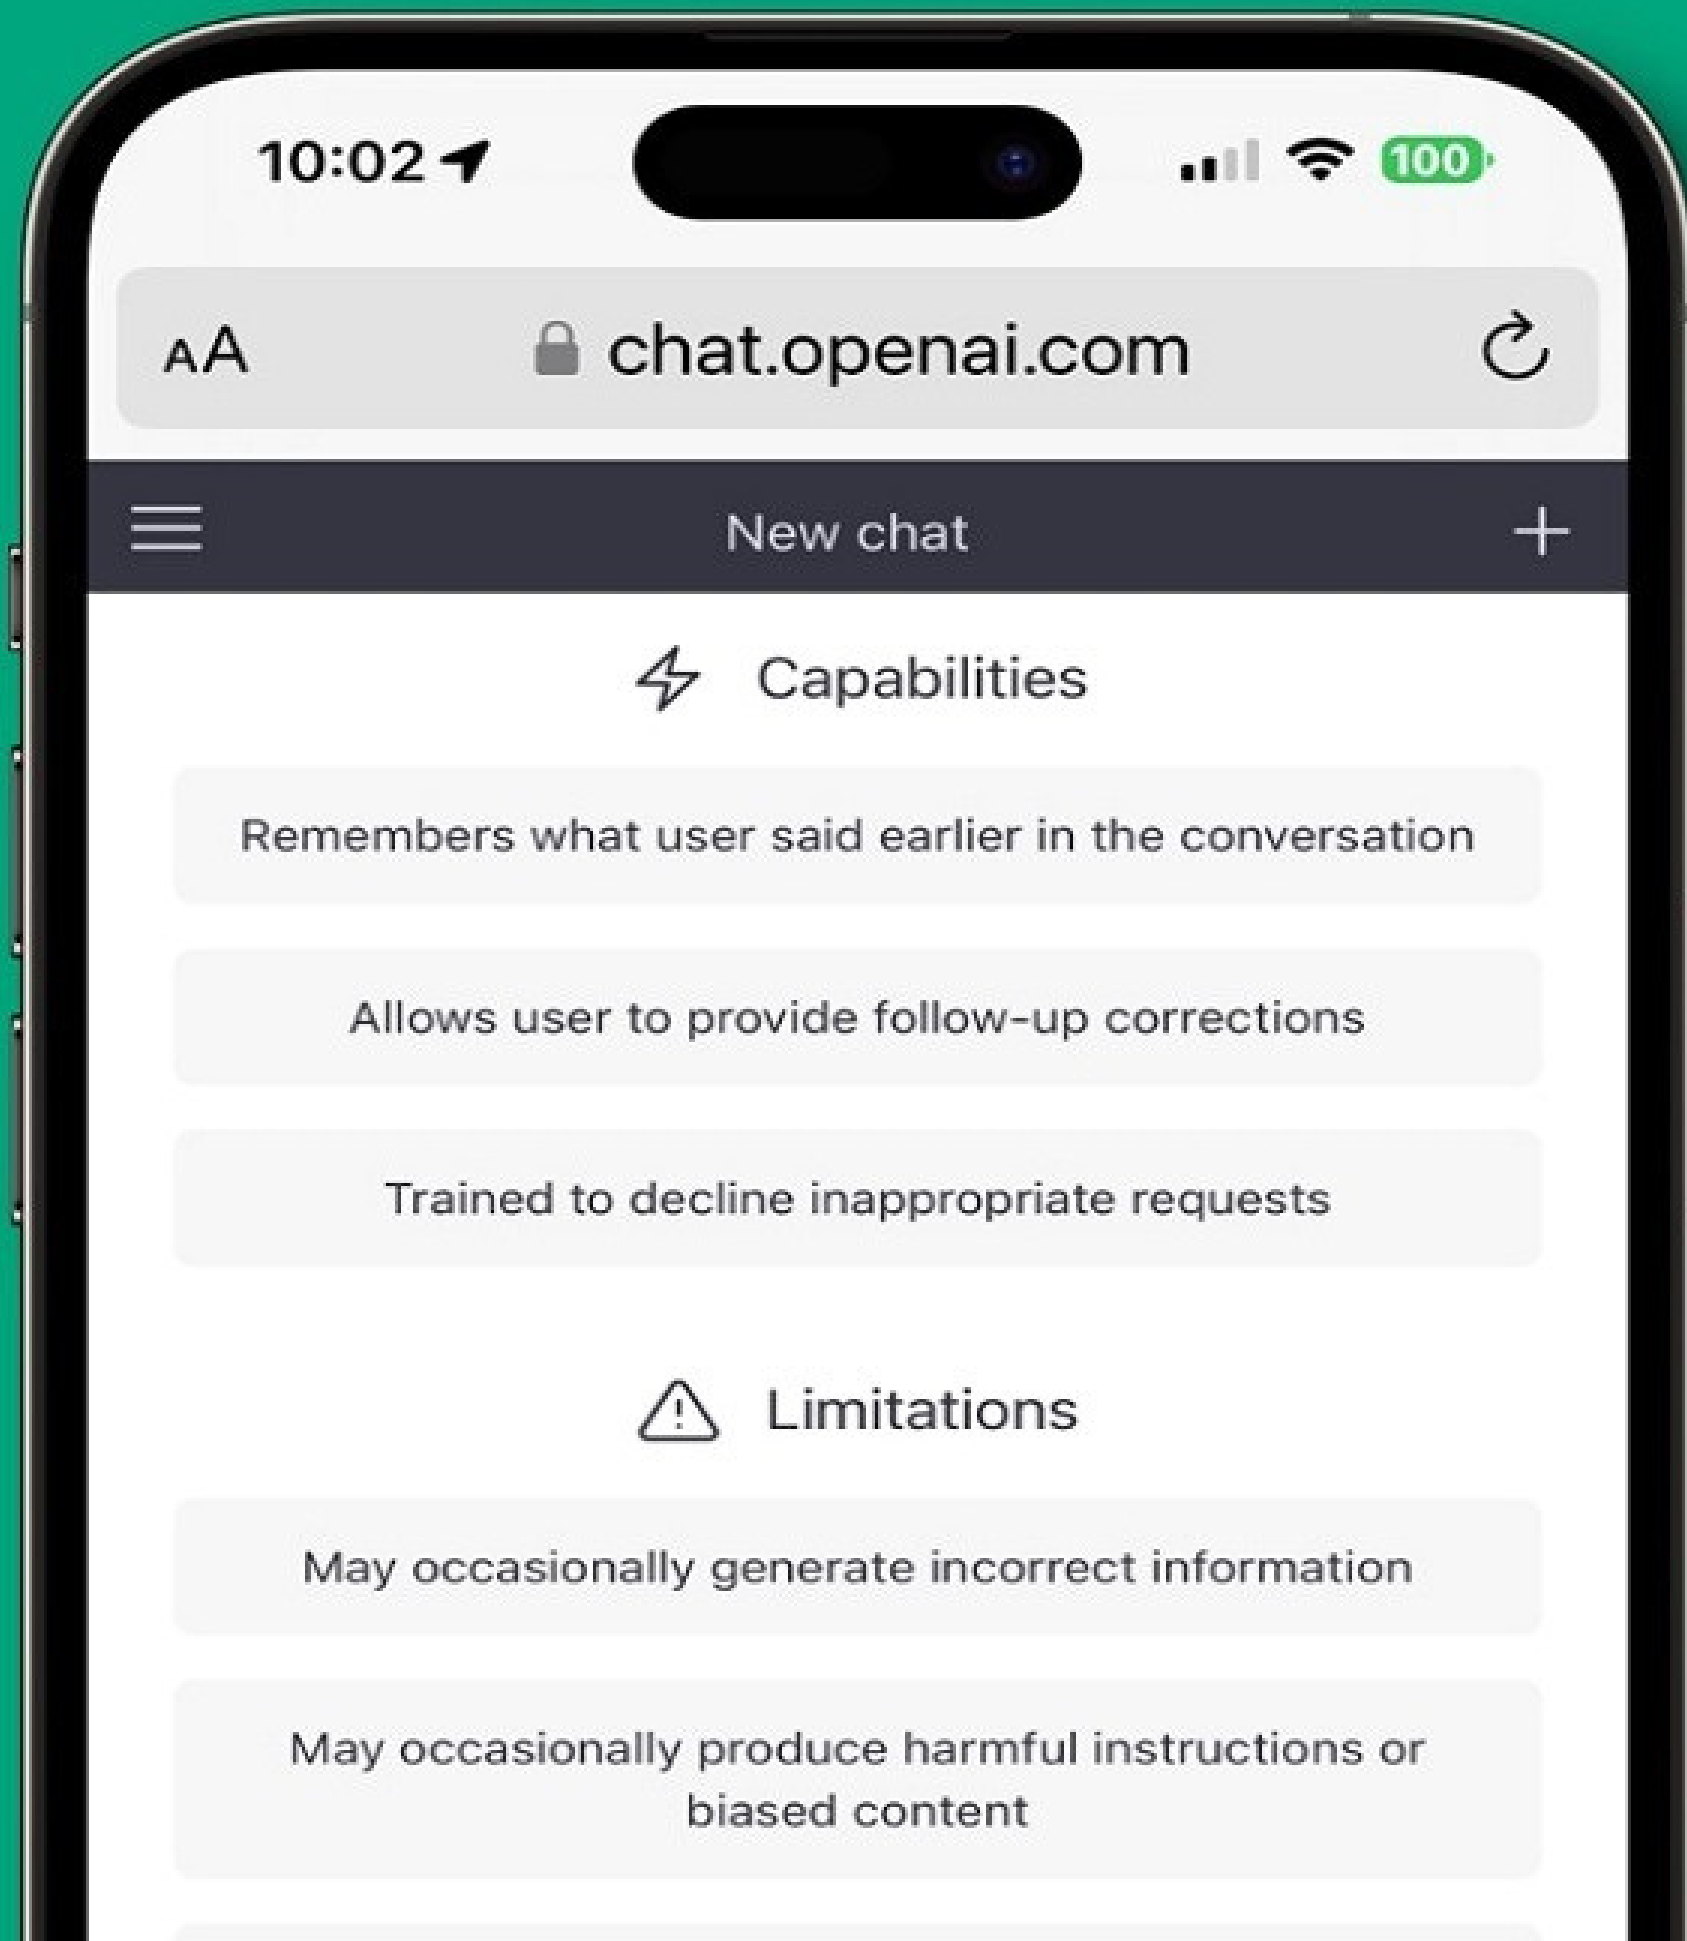 10:02
100
AA
chat.openai.com
New chat
Capabilities
Remembers what user said earlier in the conversation
Allows user to provide follow-up corrections
Trained to decline inappropriate requests
Limitations
May occasionally generate incorrect information
May occasionally produce harmful instructions or
biased content